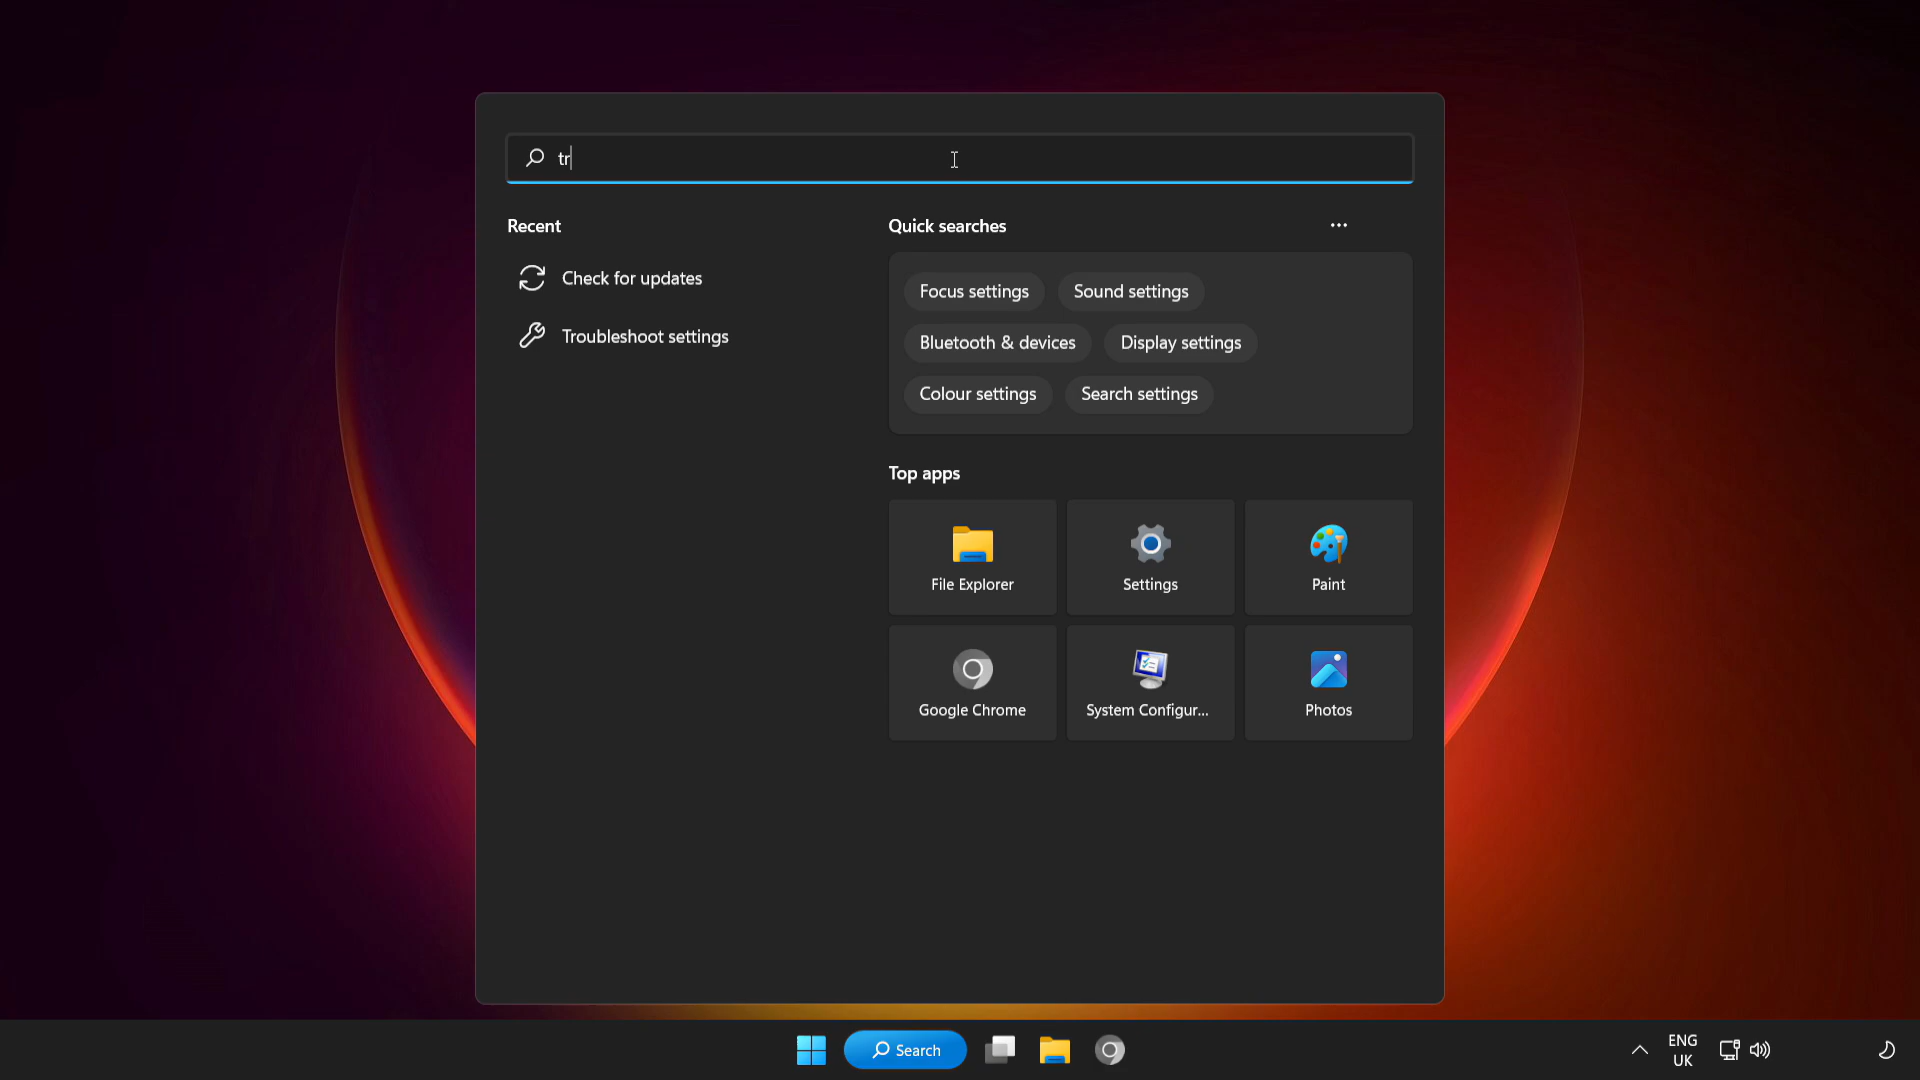 tr
Recent
Check for updates
Troubleshoot settings
Quick searches
Focus settings
Sound settings
Bluetooth & devices
Display settings
Colour settings
Search settings
Top apps
File Explorer
Settings
Paint
Google Chrome
System Configur...
Photos
Search
ENG
UK